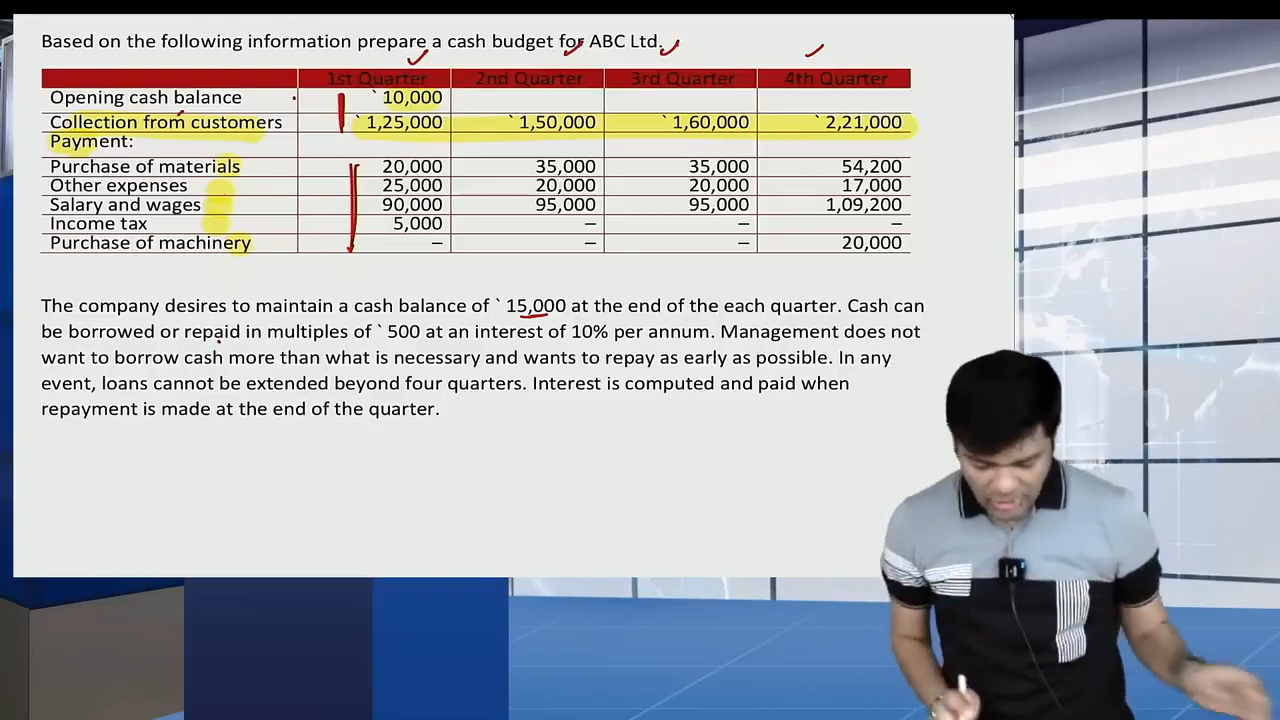 Based on the following information prepare a cash budget for ABC Ltd.
1st Quarter 2nd Quarter 3rd Quarter 4th Quarter
Opening cash balance `10,000
Collection from customers `1,25,000 `1,50,000 `1,60,000 `2,21,000
Payment:
Purchase of materials 20,000 35,000 35,000 54,200
Other expenses 25,000 20,000 20,000 17,000
Salary and wages 90,000 95,000 95,000 1,09,200
Income tax 5,000 – – –
Purchase of machinery – – – 20,000
The company desires to maintain a cash balance of `15,000 at the end of the each quarter. Cash can
be borrowed or repaid in multiples of `500 at an interest of 10% per annum. Management does not
want to borrow cash more than what is necessary and wants to repay as early as possible. In any
event, loans cannot be extended beyond four quarters. Interest is computed and paid when
repayment is made at the end of the quarter.